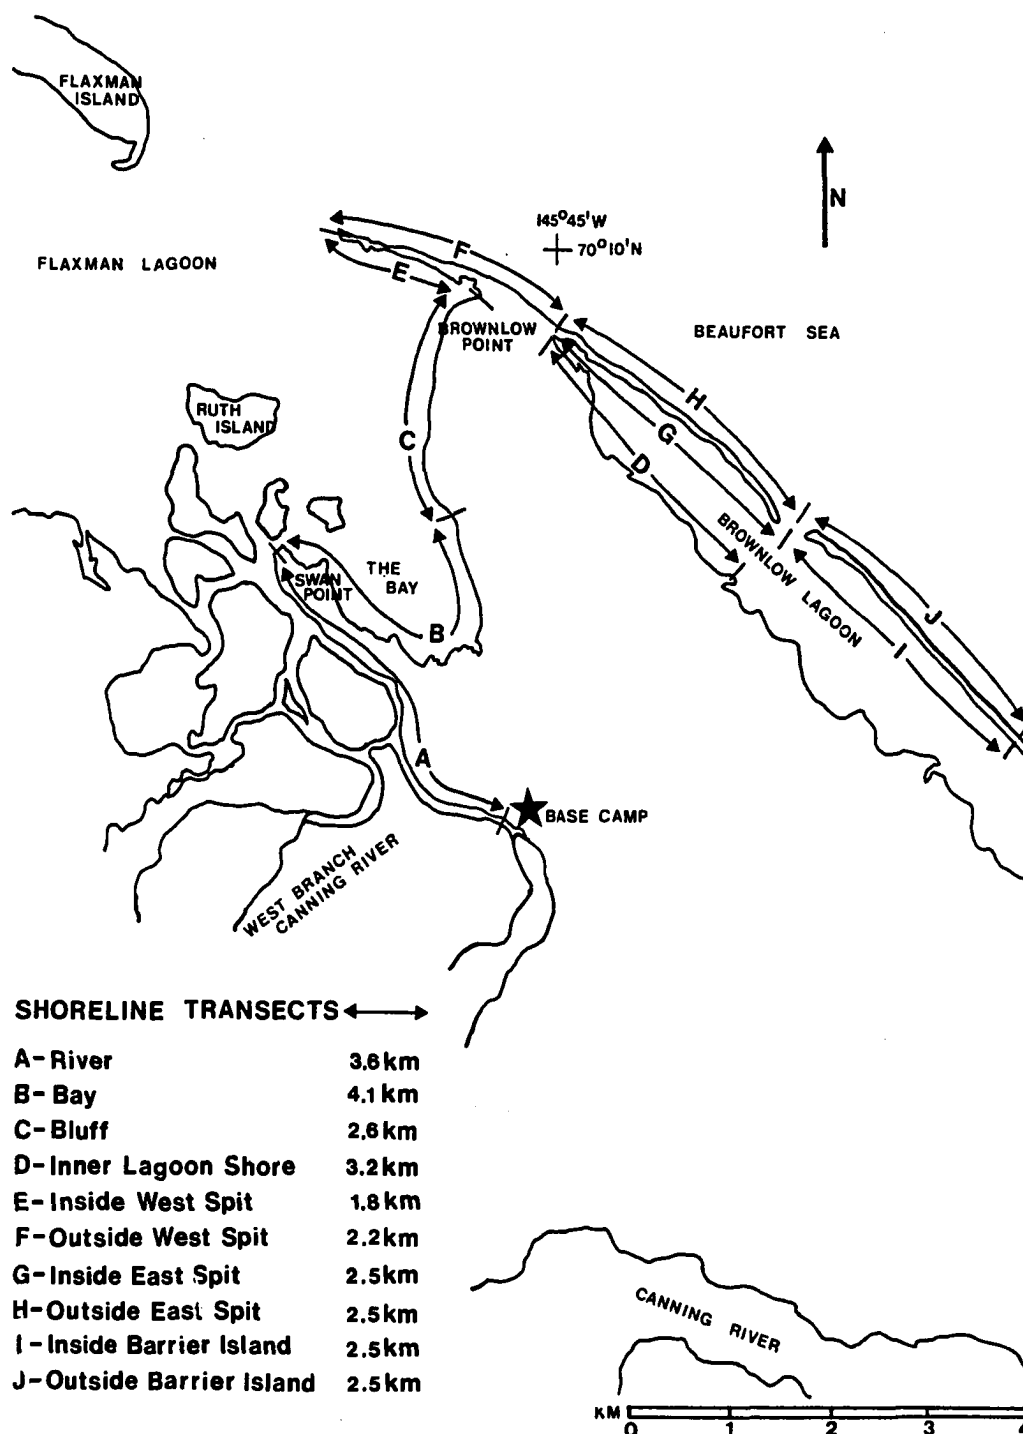 FLAXMAN
ISLAND
N
145°45'W
70°10'N
F
FLAXMAN LAGOON
E
BROWNLOW
POINT
BEAUFORT SEA
H
RUTH
ISLAND
G
C
D
BROWNLOW LAGOON
THE
BAY
SWAN
POINT
B
J
I
A
BASE CAMP
WEST BRANCH
CANNING RIVER
SHORELINE TRANSECTS
A-River 3.6km
B-Bay 4.1km
C-Bluff 2.6km
D-Inner Lagoon Shore 3.2km
E-Inside West Spit 1.8km
F-Outside West Spit 2.2km
G-Inside East Spit 2.5km
H-Outside East Spit 2.5km
I-Inside Barrier Island 2.5km
J-Outside Barrier Island 2.5km
CANNING RIVER
KM
0 1 2 3 4